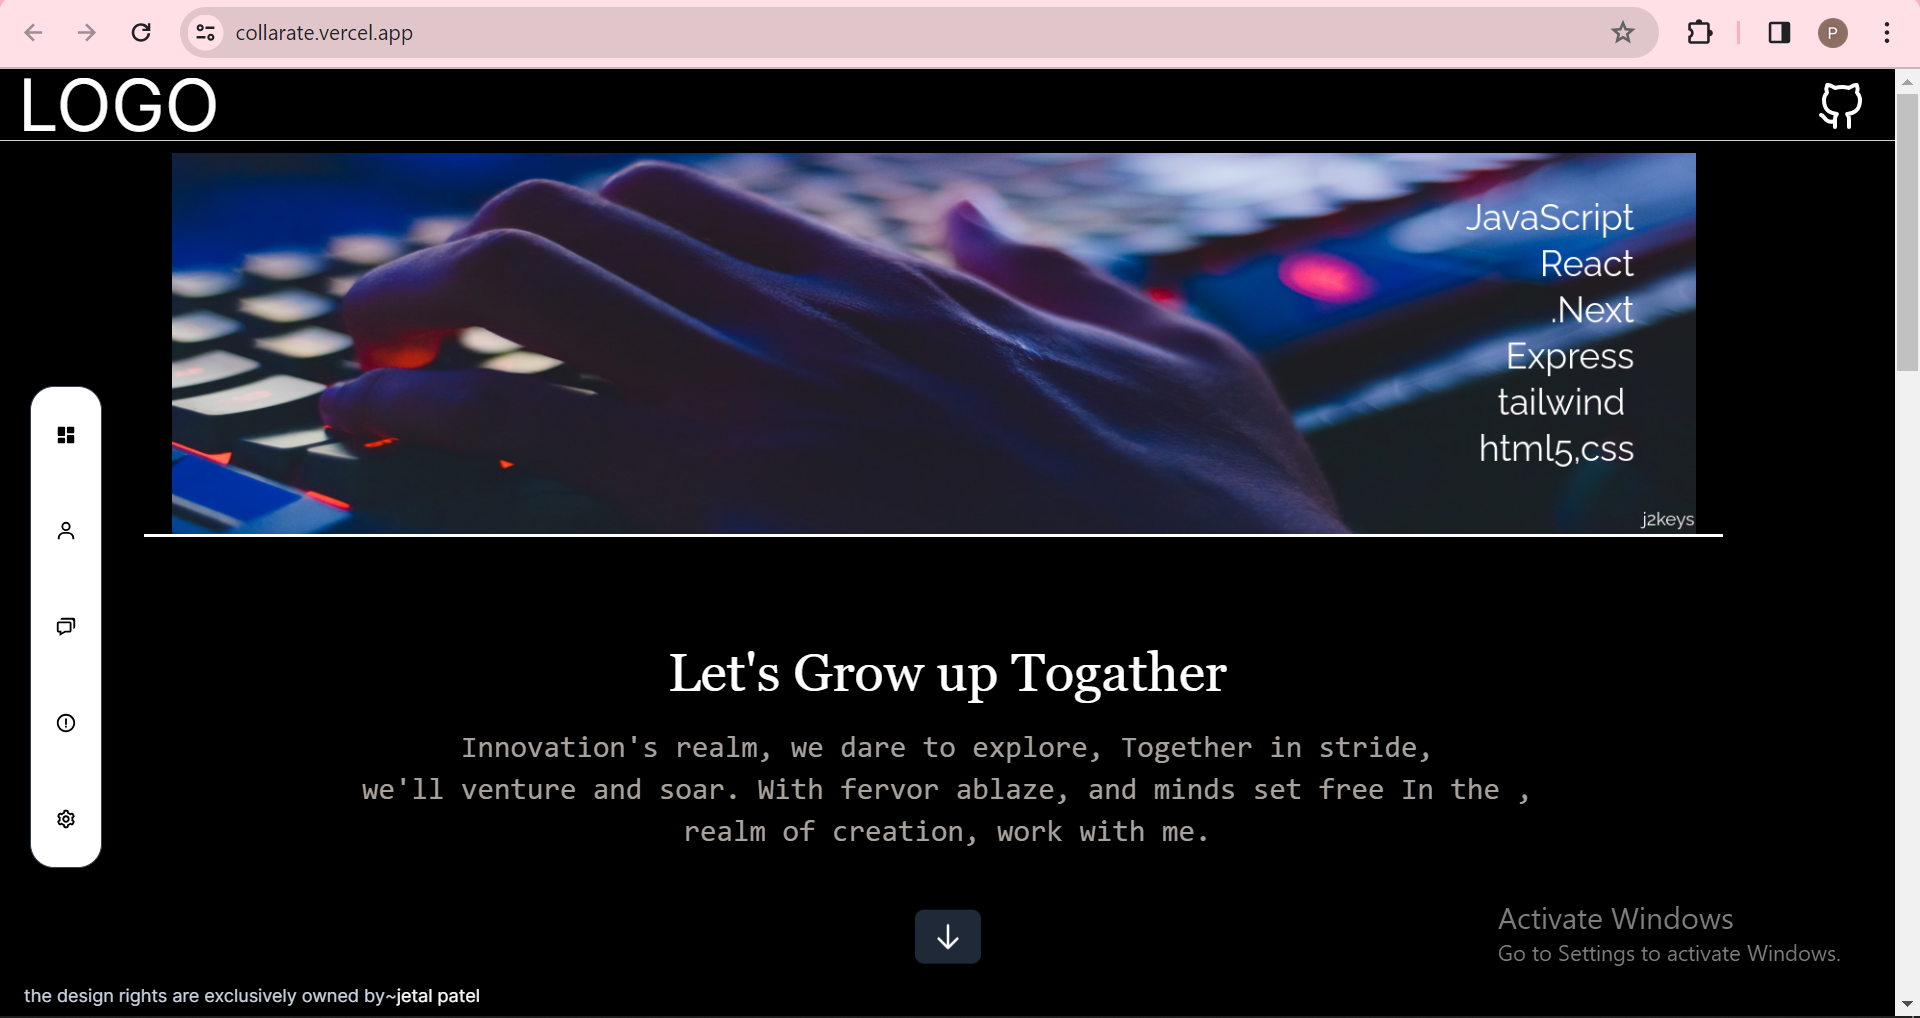 collarate.vercel.app
P
LOGO
JavaScript
React
.Next
Express
tailwind
html5,css
j2keys
Let's Grow up Togather
Innovation's realm, we dare to explore, Together in stride,
we'll venture and soar. With fervor ablaze, and minds set free In the ,
realm of creation, work with me.
Activate Windows
Go to Settings to activate Windows.
the design rights are exclusively owned by~jetal patel